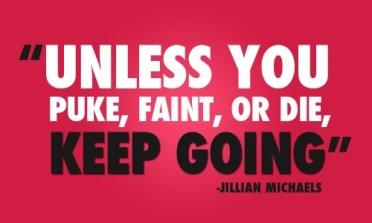 “UNLESS YOU
PUKE, FAINT, OR DIE,
KEEP GOING”
-JILLIAN MICHAELS